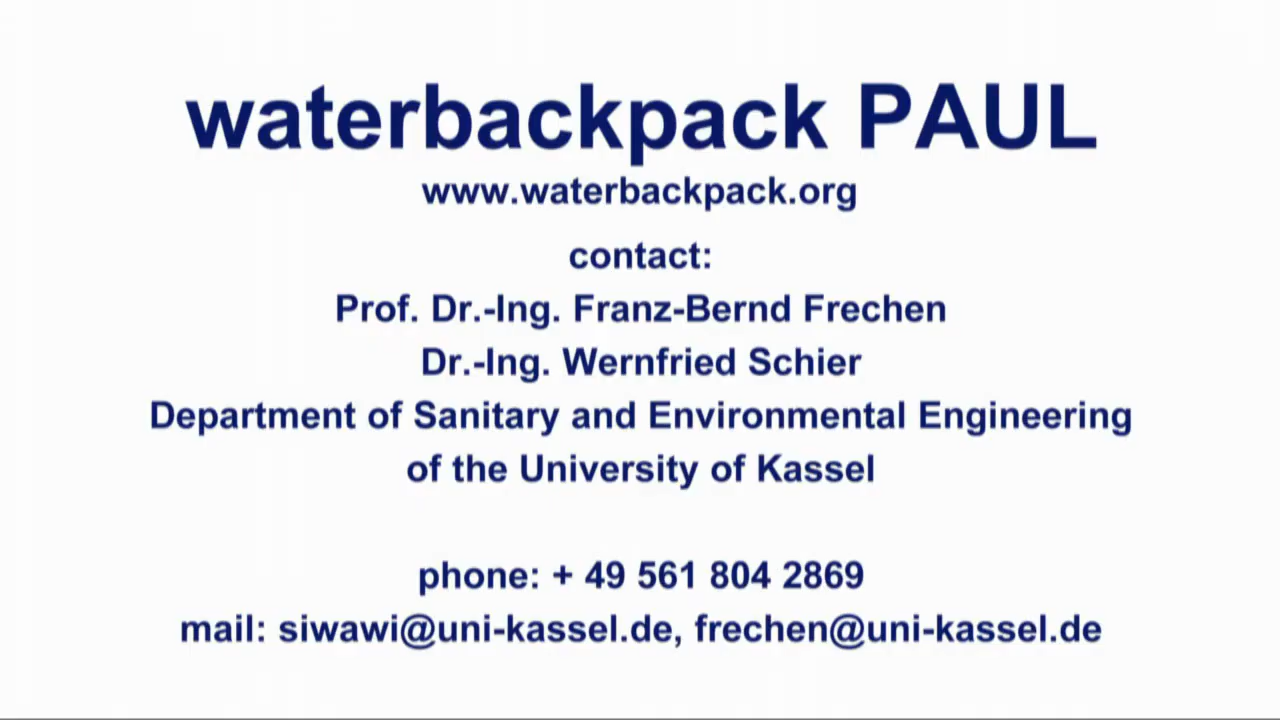 waterbackpack PAUL
www.waterbackpack.org
contact:
Prof. Dr.-Ing. Franz-Bernd Frechen
Dr.-Ing. Wernfried Schier
Department of Sanitary and Environmental Engineering
of the University of Kassel
phone: + 49 561 804 2869
mail: siwawi@uni-kassel.de, frechen@uni-kassel.de